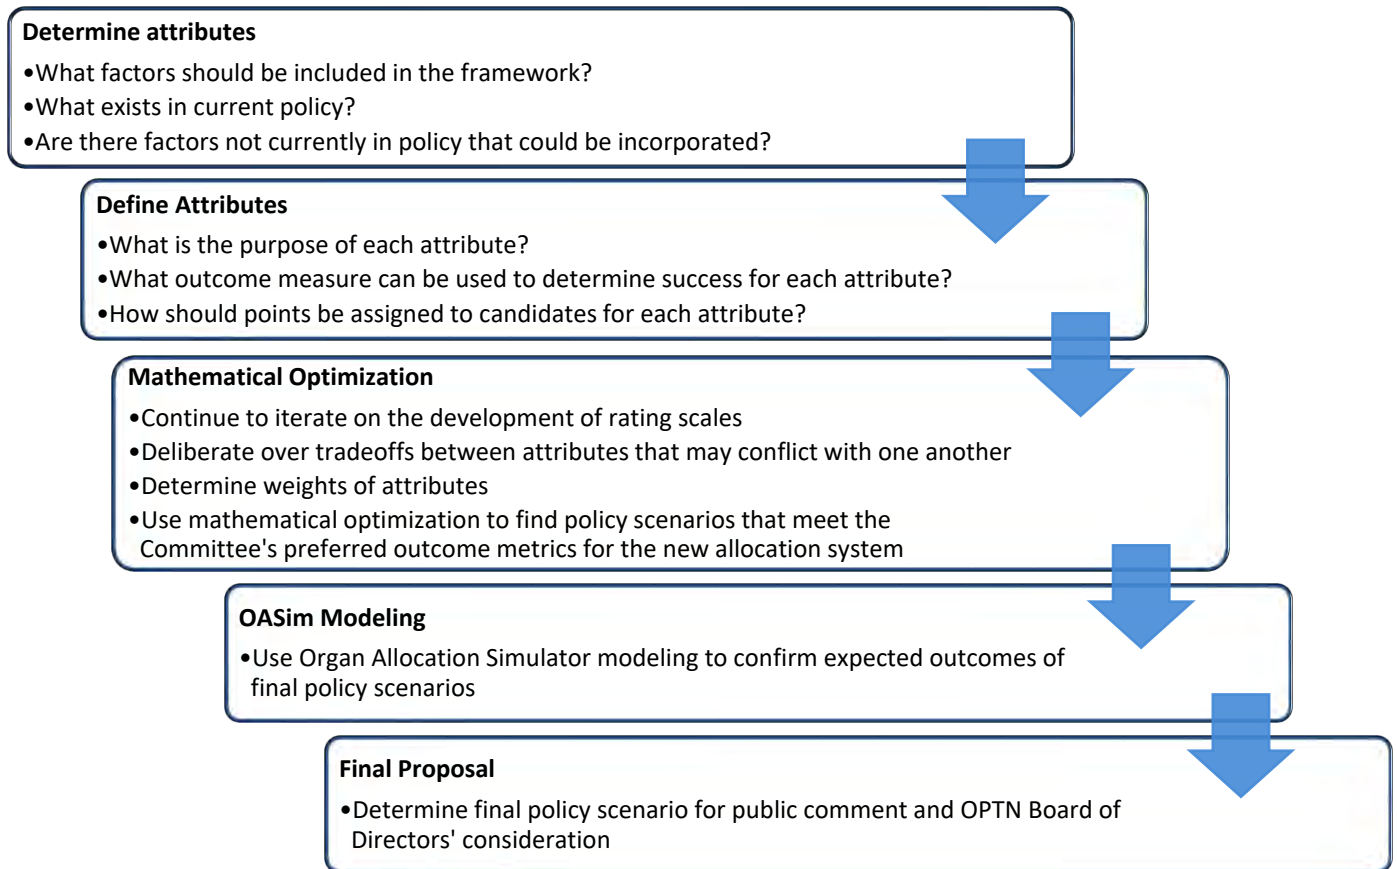 Determine attributes
•What factors should be included in the framework?
•What exists in current policy?
•Are there factors not currently in policy that could be incorporated?
Define Attributes
•What is the purpose of each attribute?
•What outcome measure can be used to determine success for each attribute?
•How should points be assigned to candidates for each attribute?
Mathematical Optimization
•Continue to iterate on the development of rating scales
•Deliberate over tradeoffs between attributes that may conflict with one another
•Determine weights of attributes
•Use mathematical optimization to find policy scenarios that meet the
Committee's preferred outcome metrics for the new allocation system
OASim Modeling
•Use Organ Allocation Simulator modeling to confirm expected outcomes of
final policy scenarios
Final Proposal
•Determine final policy scenario for public comment and OPTN Board of
Directors' consideration